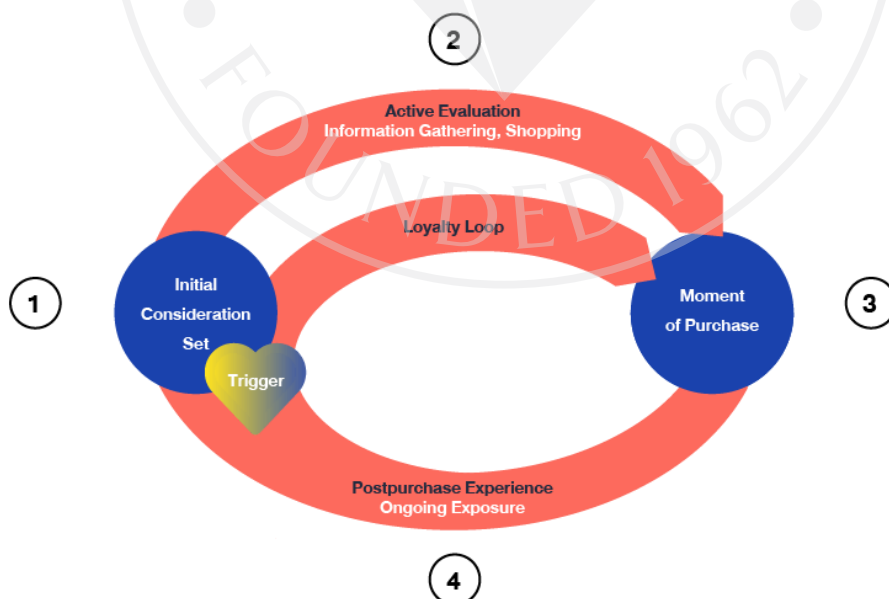 2
FOUNDED 1962
Active Evaluation
Information Gathering, Shopping
Loyalty Loop
1
Initial
Consideration
Set
Trigger
Moment
of Purchase
3
Postpurchase Experience
Ongoing Exposure
4